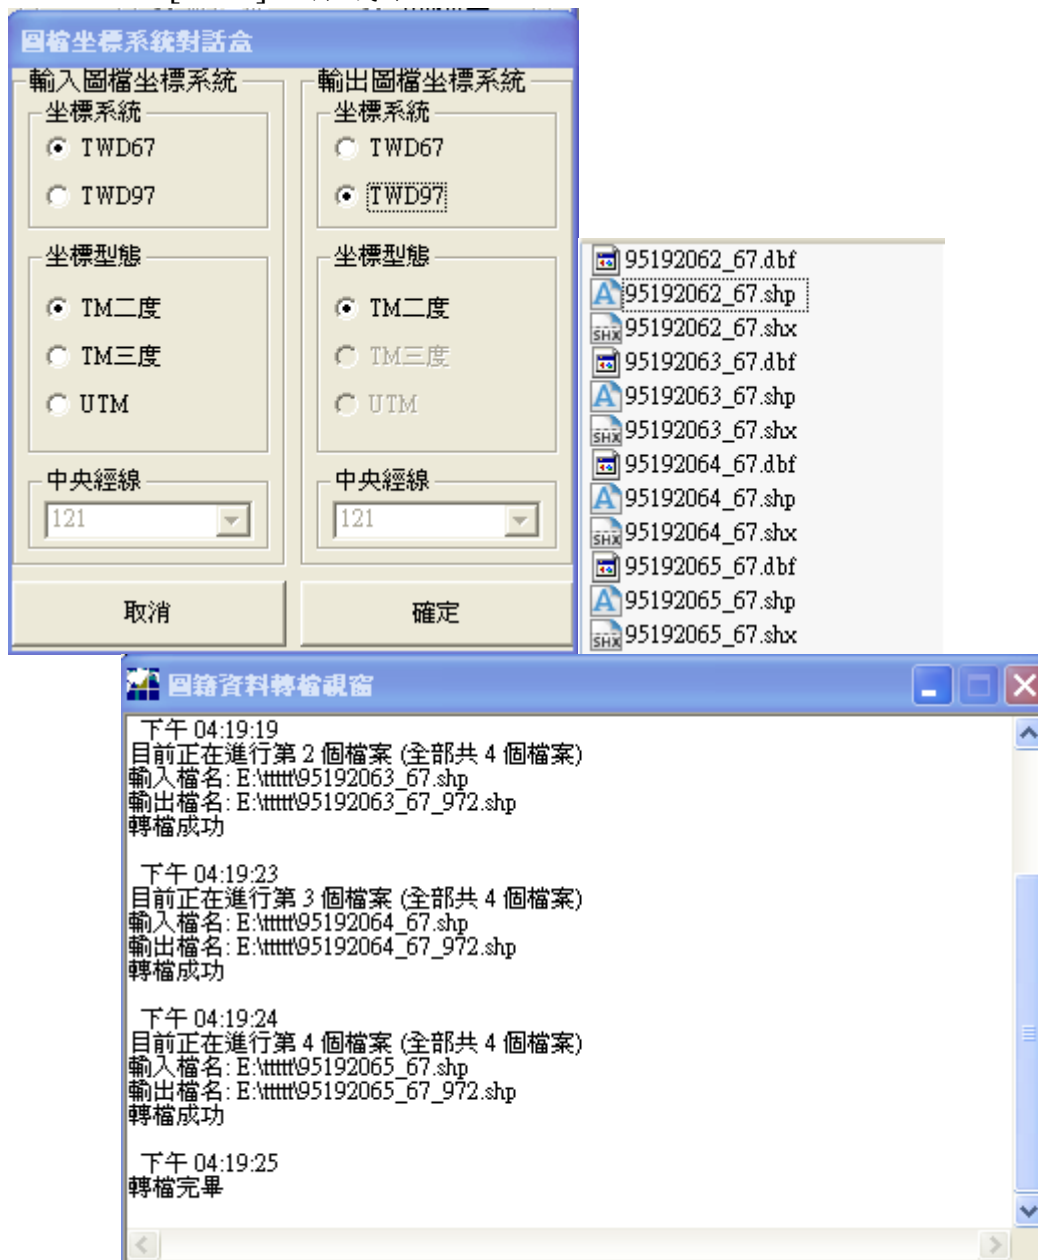 圖檔坐標系統對話盒
輸入圖檔坐標系統
坐標系統
TWD67
TWD97
坐標型態
TM二度
TM三度
UTM
中央經線
121
取消
輸出圖檔坐標系統
坐標系統
TWD67
TWD97
坐標型態
TM二度
TM三度
UTM
中央經線
121
確定
95192062_67.dbf
95192062_67.shp
95192062_67.shx
95192063_67.dbf
95192063_67.shp
95192063_67.shx
95192064_67.dbf
95192064_67.shp
95192064_67.shx
95192065_67.dbf
95192065_67.shp
95192065_67.shx
圖籍資料轉檔視窗
下午 04:19:19
目前正在進行第 2 個檔案 (全部共 4 個檔案)
輸入檔名: E:\ttttt\95192063_67.shp
輸出檔名: E:\ttttt\95192063_67_972.shp
轉檔成功
下午 04:19:23
目前正在進行第 3 個檔案 (全部共 4 個檔案)
輸入檔名: E:\ttttt\95192064_67.shp
輸出檔名: E:\ttttt\95192064_67_972.shp
轉檔成功
下午 04:19:24
目前正在進行第 4 個檔案 (全部共 4 個檔案)
輸入檔名: E:\ttttt\95192065_67.shp
輸出檔名: E:\ttttt\95192065_67_972.shp
轉檔成功
下午 04:19:25
轉檔完畢